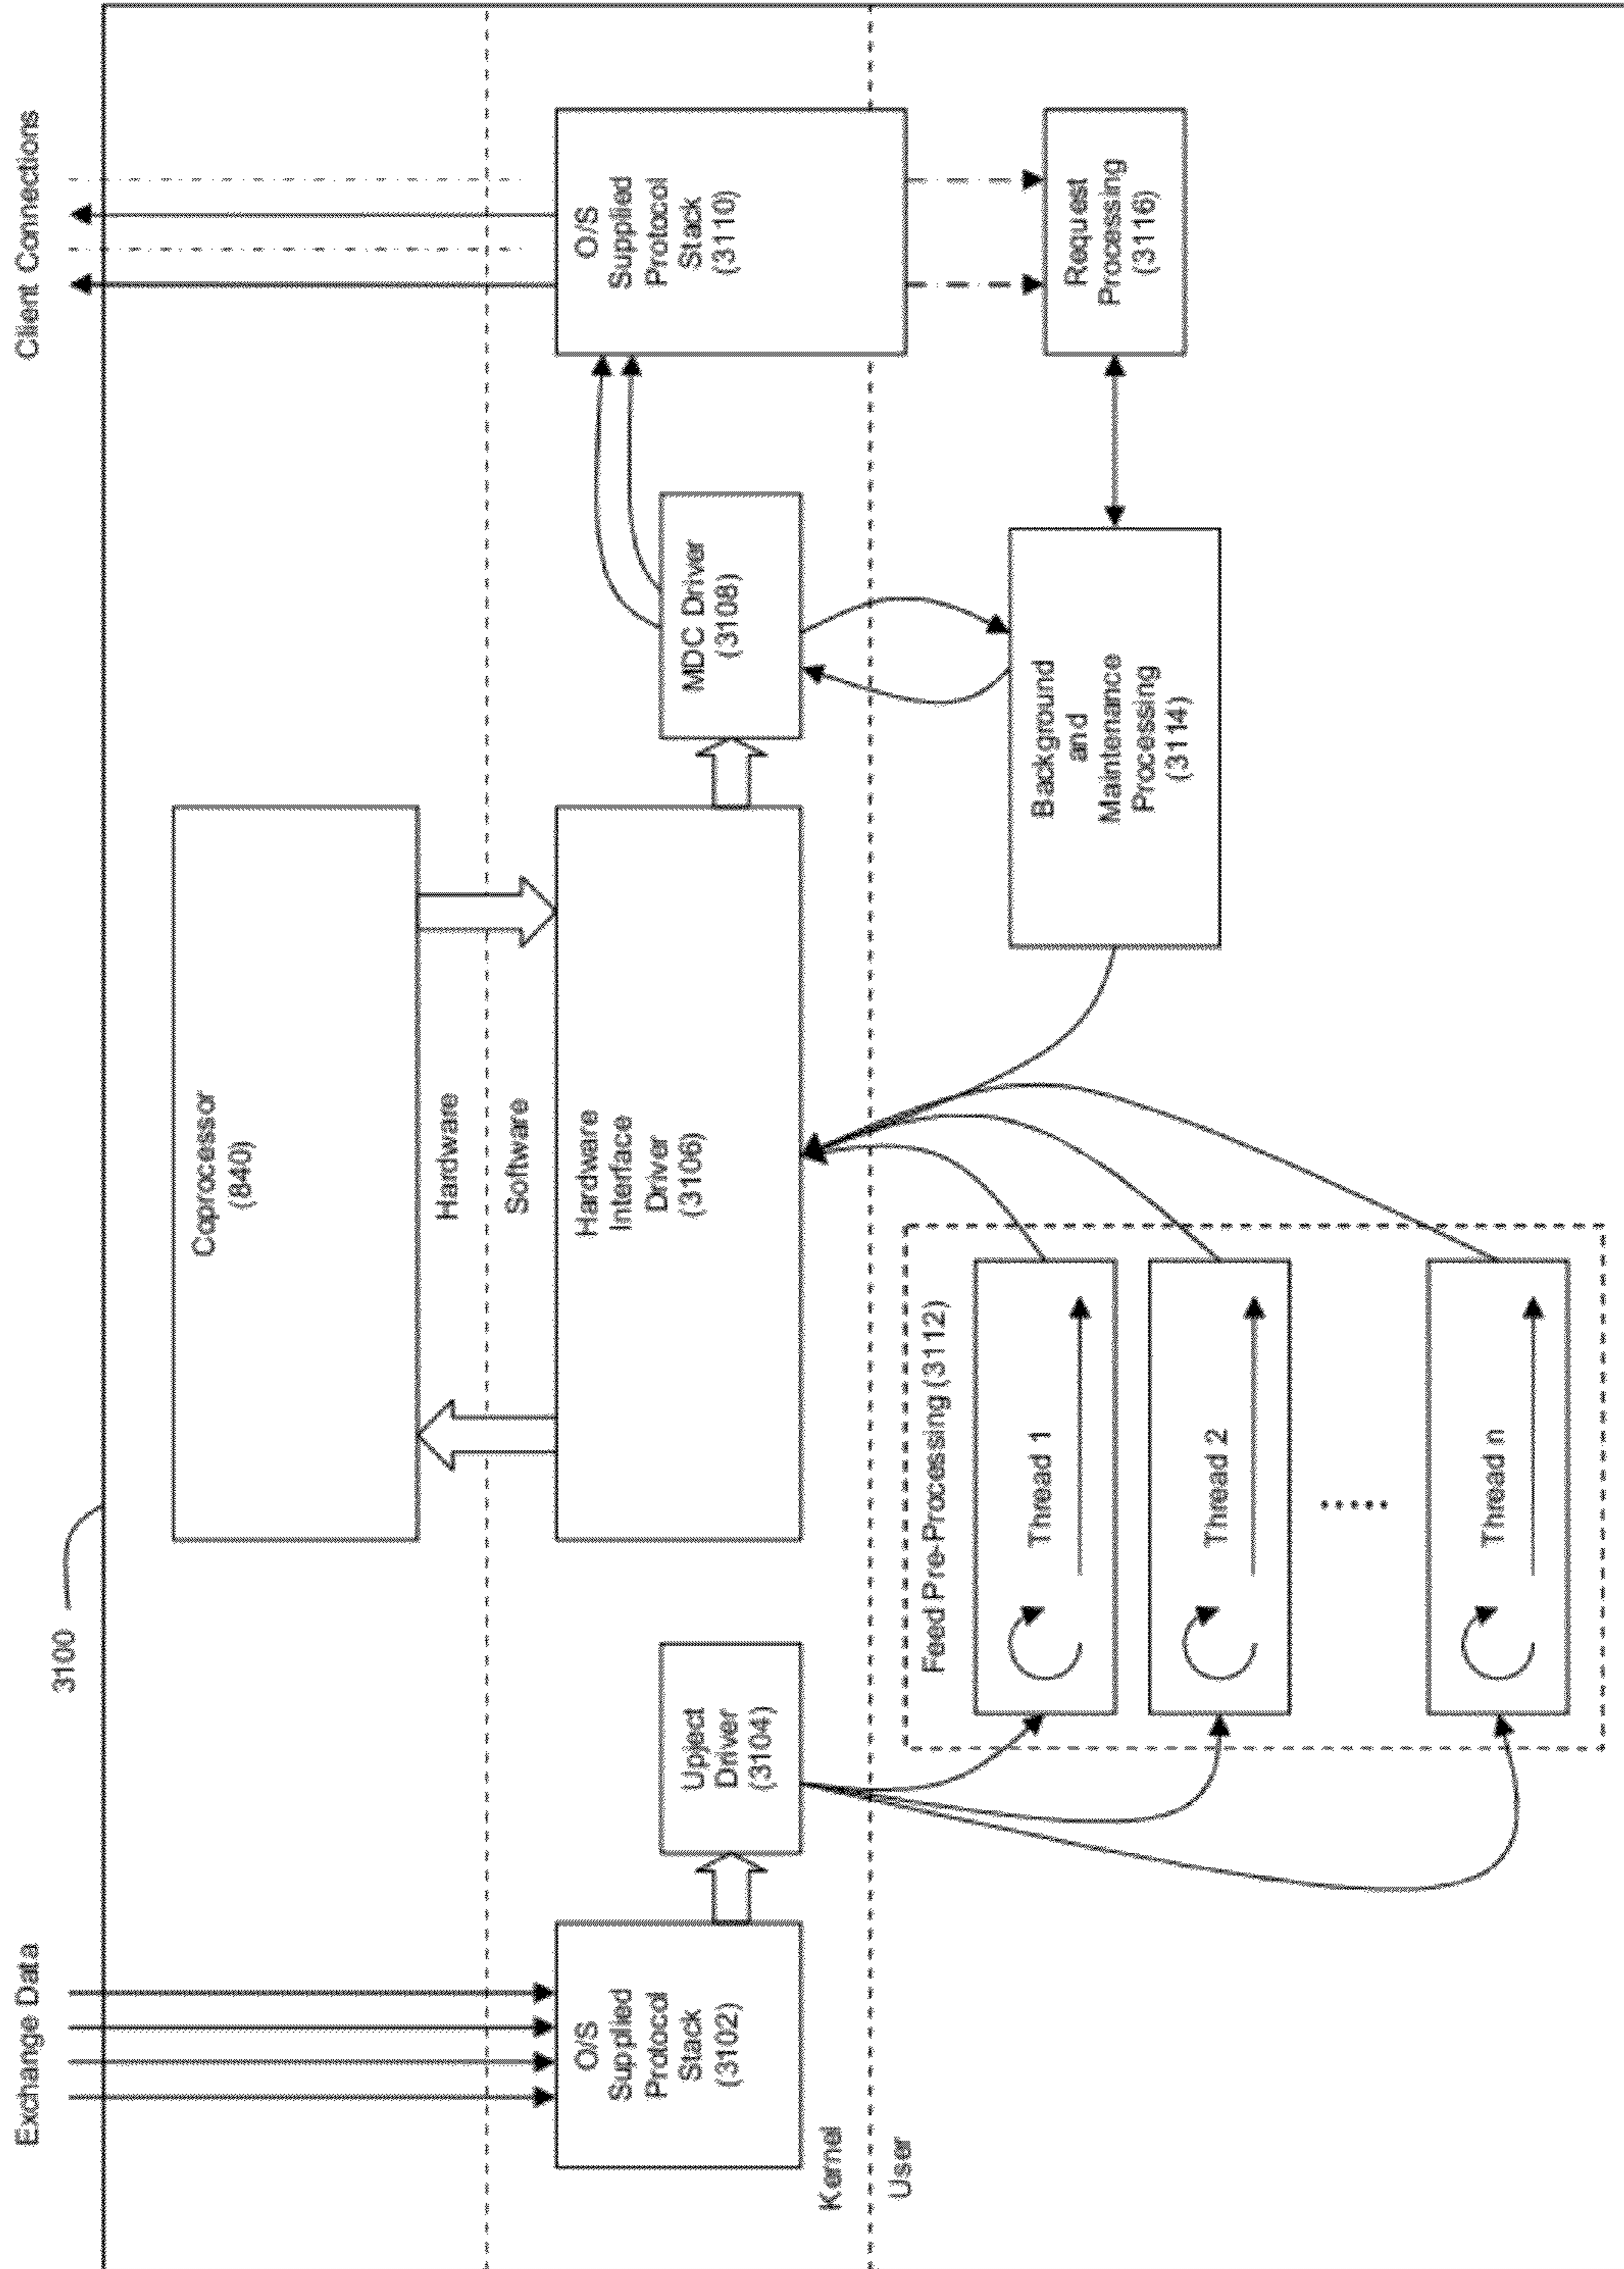 Exchange Data
3100
Client Connections
Coprocessor
(840)
Hardware
Software
O/S
Supplied
Protocol
Stack
(3102)
Upject
Driver
(3104)
Hardware
Interface
Driver
(3106)
MDC Driver
(3108)
O/S
Supplied
Protocol
Stack
(3110)
Kernel
User
Feed Pre-Processing (3112)
Thread 1
Thread 2
Thread n
Background
and
Maintenance
Processing
(3114)
Request
Processing
(3116)